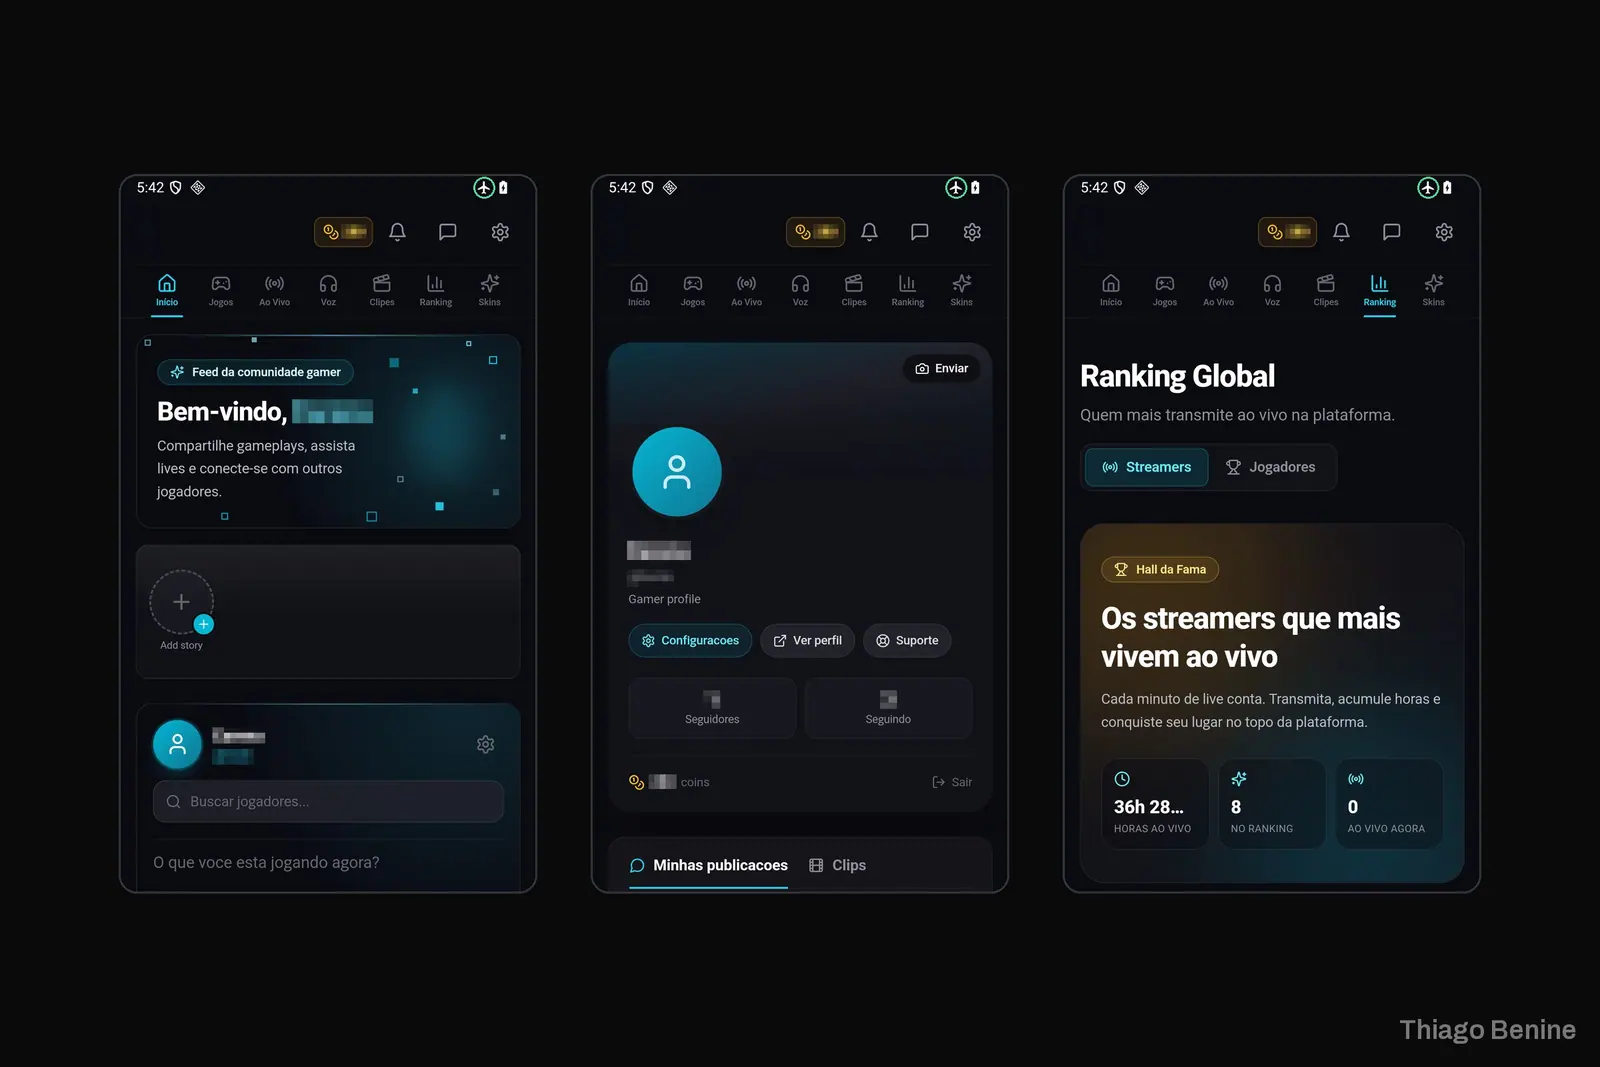 5:42
Início
Jogos
Ao Vivo
Voz
Clipes
Ranking
Skins
Feed da comunidade gamer
Bem-vindo,
Compartilhe gameplays, assista
lives e conecte-se com outros
jogadores.
Add story
Buscar jogadores...
O que voce esta jogando agora?
5:42
Início
Jogos
Ao Vivo
Voz
Clipes
Ranking
Skins
Enviar
Gamer profile
Configuracoes
Ver perfil
Suporte
Seguidores
Seguindo
coins
Sair
Minhas publicacoes
Clips
5:42
Início
Jogos
Ao Vivo
Voz
Clipes
Ranking
Skins
Ranking Global
Quem mais transmite ao vivo na plataforma.
Streamers
Jogadores
Hall da Fama
Os streamers que mais
vivem ao vivo
Cada minuto de live conta. Transmita, acumule horas e
conquiste seu lugar no topo da plataforma.
36h 28...
HORAS AO VIVO
8
NO RANKING
0
AO VIVO AGORA
Thiago Benine